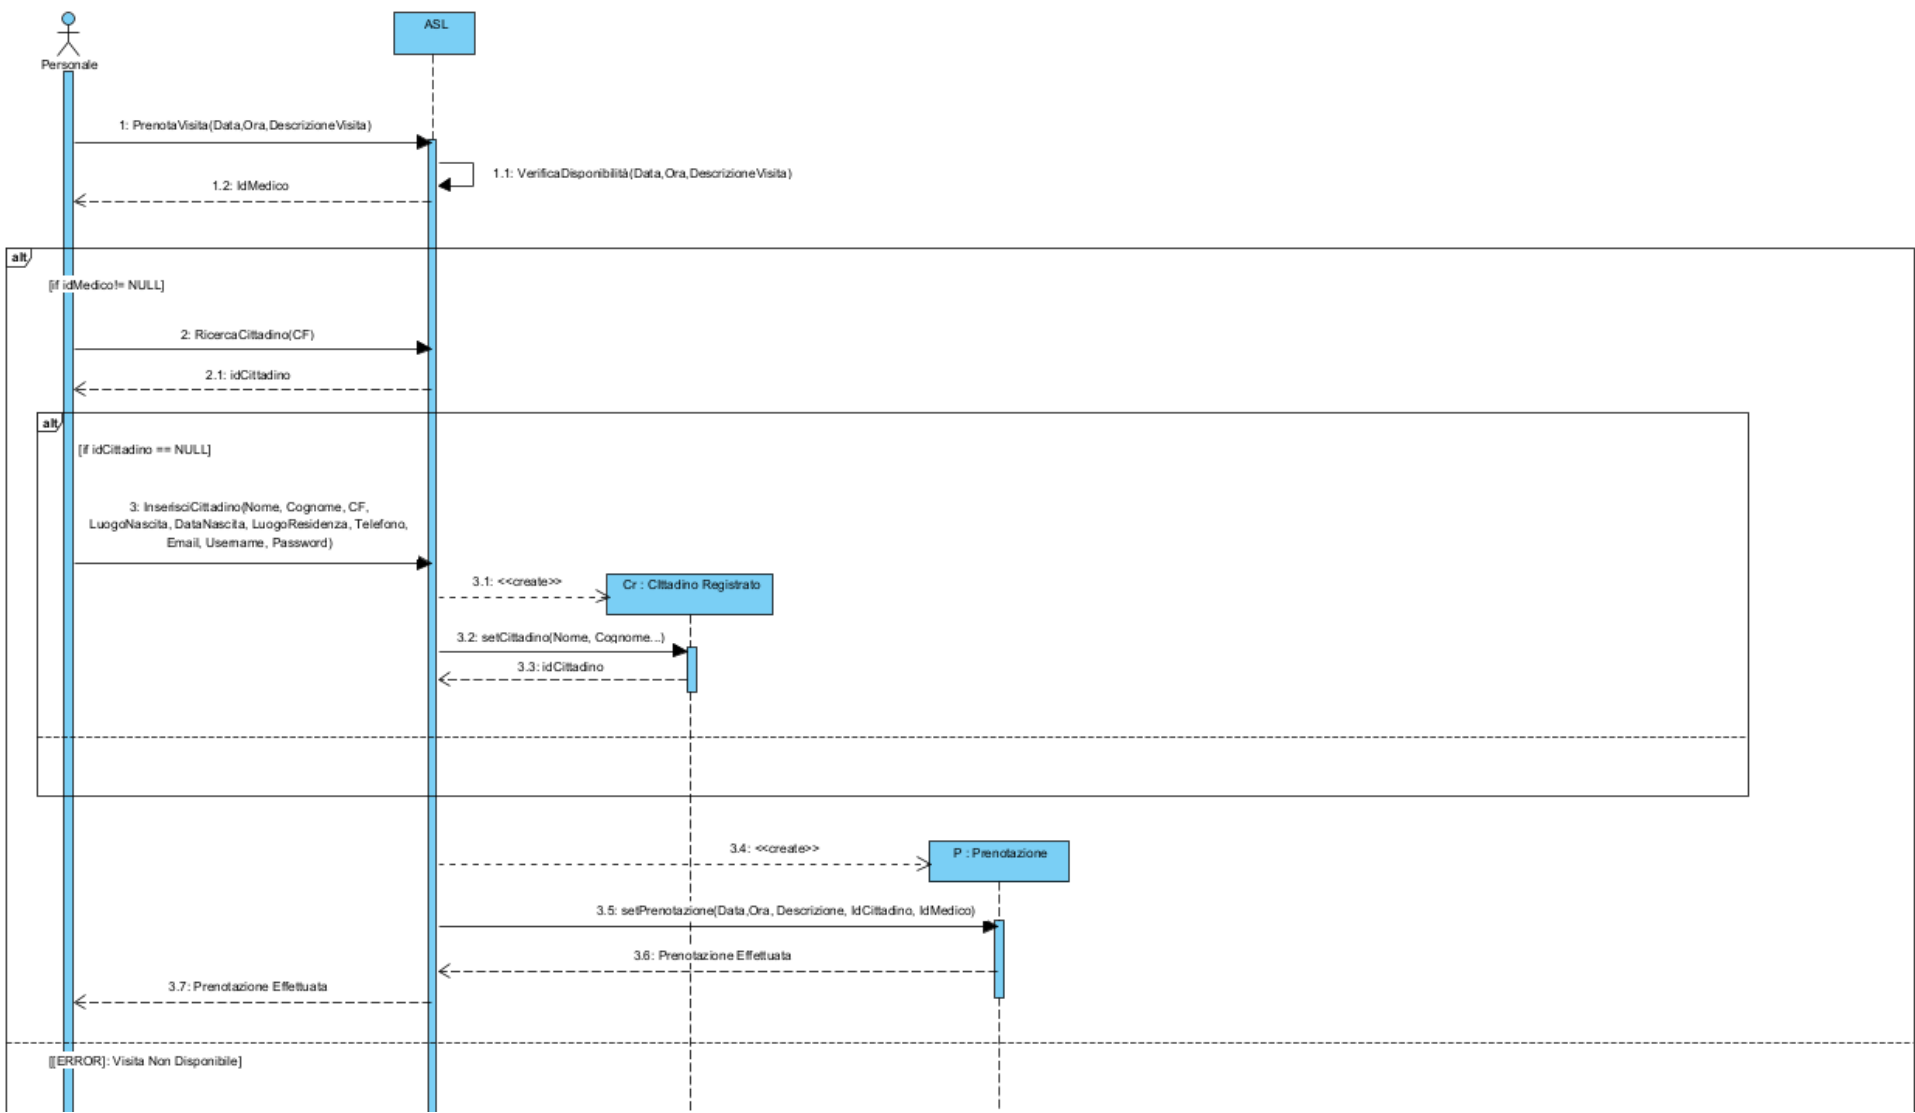 ASL
Personale
1: PrenotaVisita(Data,Ora,DescrizioneVisita)
1.1: VerificaDisponibilità(Data,Ora,DescrizioneVisita)
1.2: IdMedico
alt
[if idMedico!= NULL]
2: RicercaCittadino(CF)
2.1: idCittadino
alt
[if idCittadino == NULL]
3: InserisciCittadino(Nome, Cognome, CF,
LuogoNascita, DataNascita, LuogoResidenza, Telefono,
Email, Username, Password)
3.1: <<create>>
Cr : CIttadino Registrato
3.2: setCittadino(Nome, Cognome...)
3.3: idCittadino
3.4: <<create>>
P : Prenotazione
3.5: setPrenotazione(Data,Ora, Descrizione, IdCittadino, IdMedico)
3.6: Prenotazione Effettuata
3.7: Prenotazione Effettuata
[[ERROR]: Visita Non Disponibile]